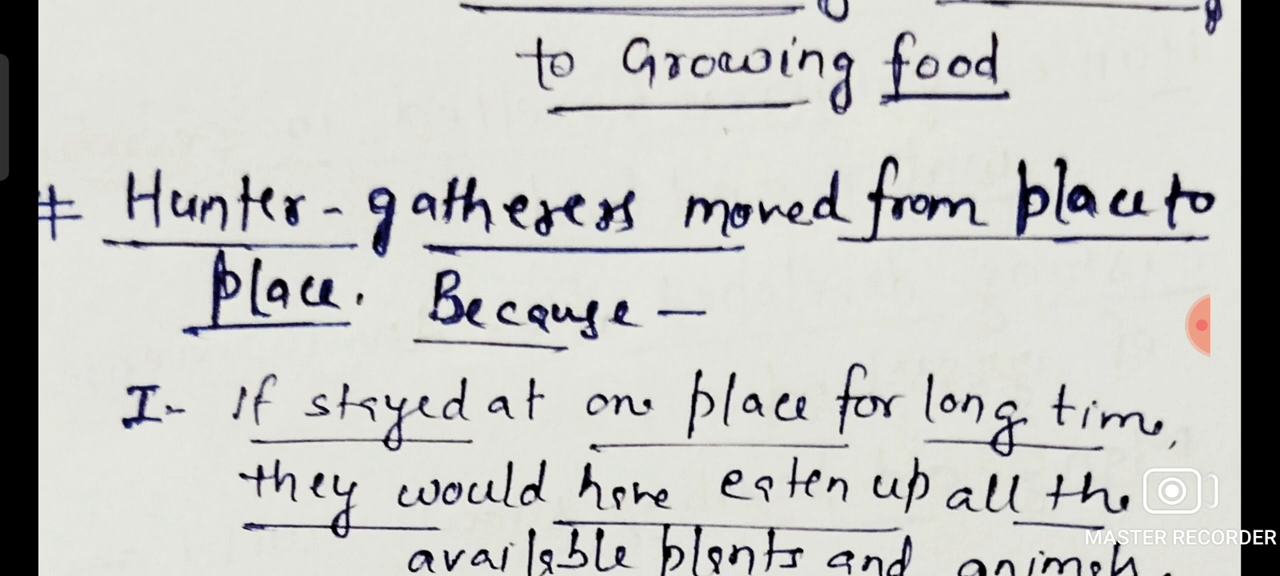 to Growing food
# Hunter-gatherers moved from place to
place. Because —
I- If stayed at one place for long time,
they would have eaten up all the
available plants and animals.
MASTER RECORDER